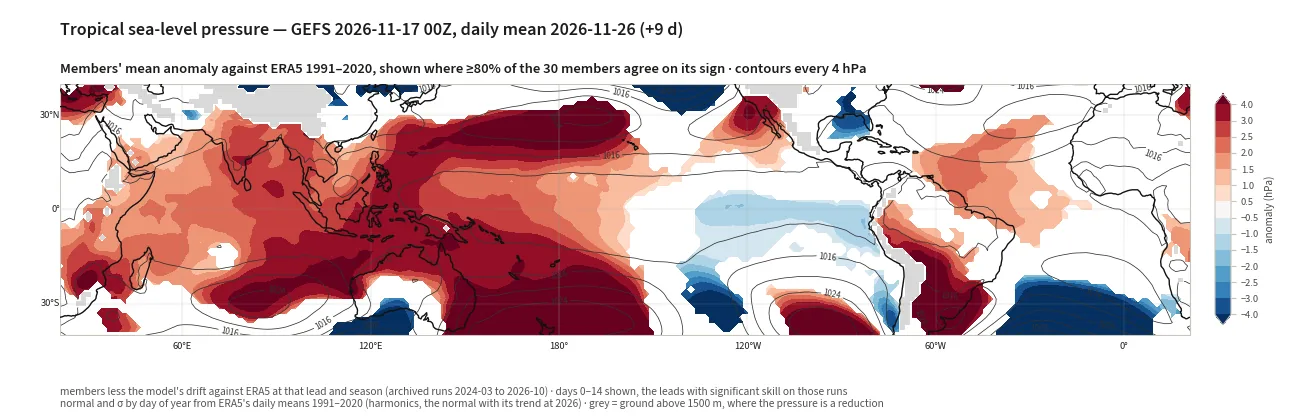 Tropical sea-level pressure — GEFS 2026-11-17 00Z, daily mean 2026-11-26 (+9 d)
Members' mean anomaly against ERA5 1991–2020, shown where ≥80% of the 30 members agree on its sign · contours every 4 hPa
30°N
0°
30°S
60°E
120°E
180°
120°W
60°W
0°
1016
1016
1016
1016
1016
1016
1016
1016
1016
1024
1024
1024
4.0
3.0
2.5
2.0
1.5
1.0
0.5
−0.5
−1.0
−1.5
−2.0
−2.5
−3.0
−4.0
anomaly (hPa)
members less the model's drift against ERA5 at that lead and season (archived runs 2024-03 to 2026-10) · days 0–14 shown, the leads with significant skill on those runs
normal and σ by day of year from ERA5's daily means 1991–2020 (harmonics, the normal with its trend at 2026) · grey = ground above 1500 m, where the pressure is a reduction